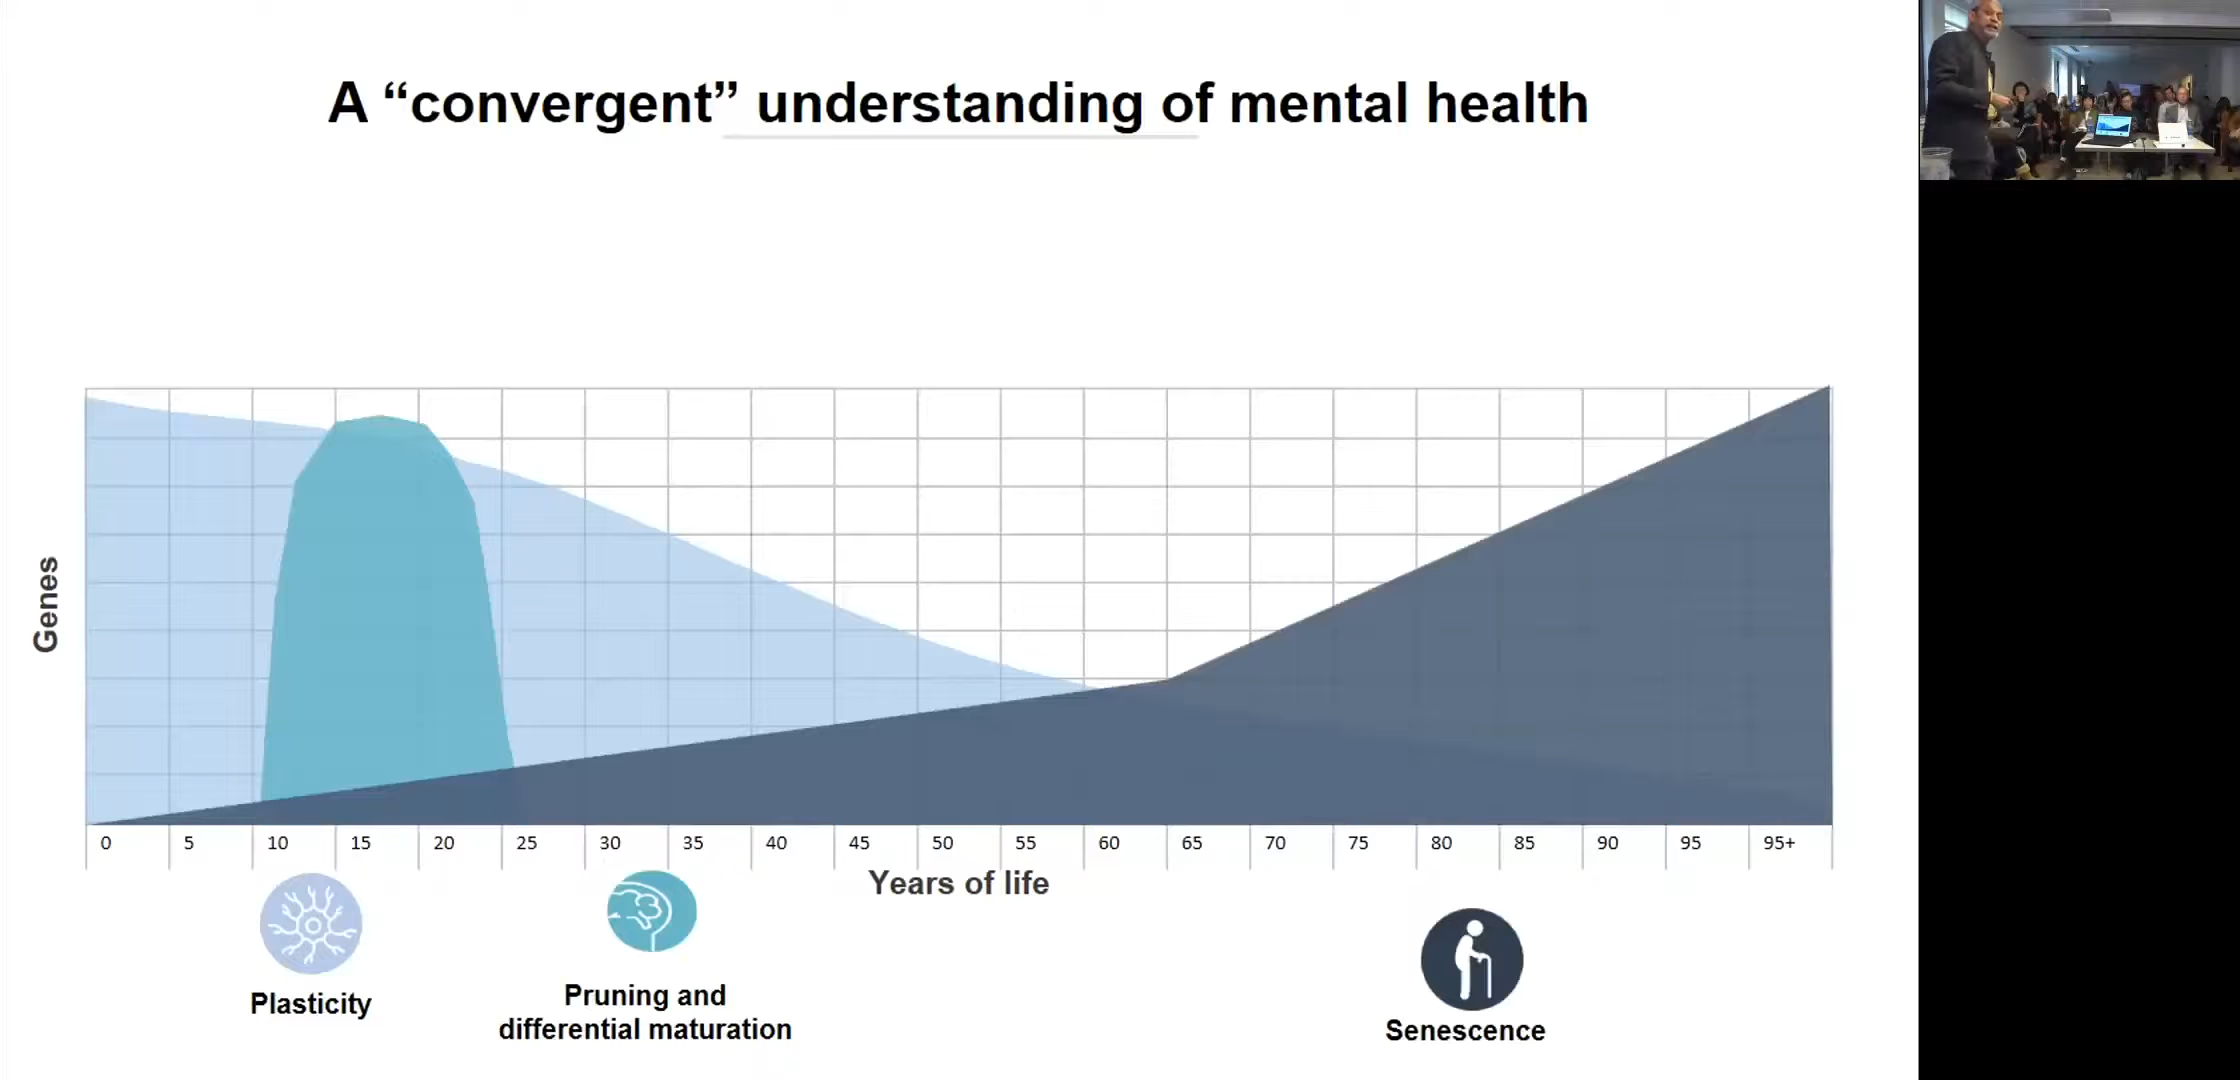 A “convergent” understanding of mental health
Genes
0 5 10 15 20 25 30 35 40 45 50 55 60 65 70 75 80 85 90 95 95+
Years of life
Plasticity
Pruning and
differential maturation
Senescence